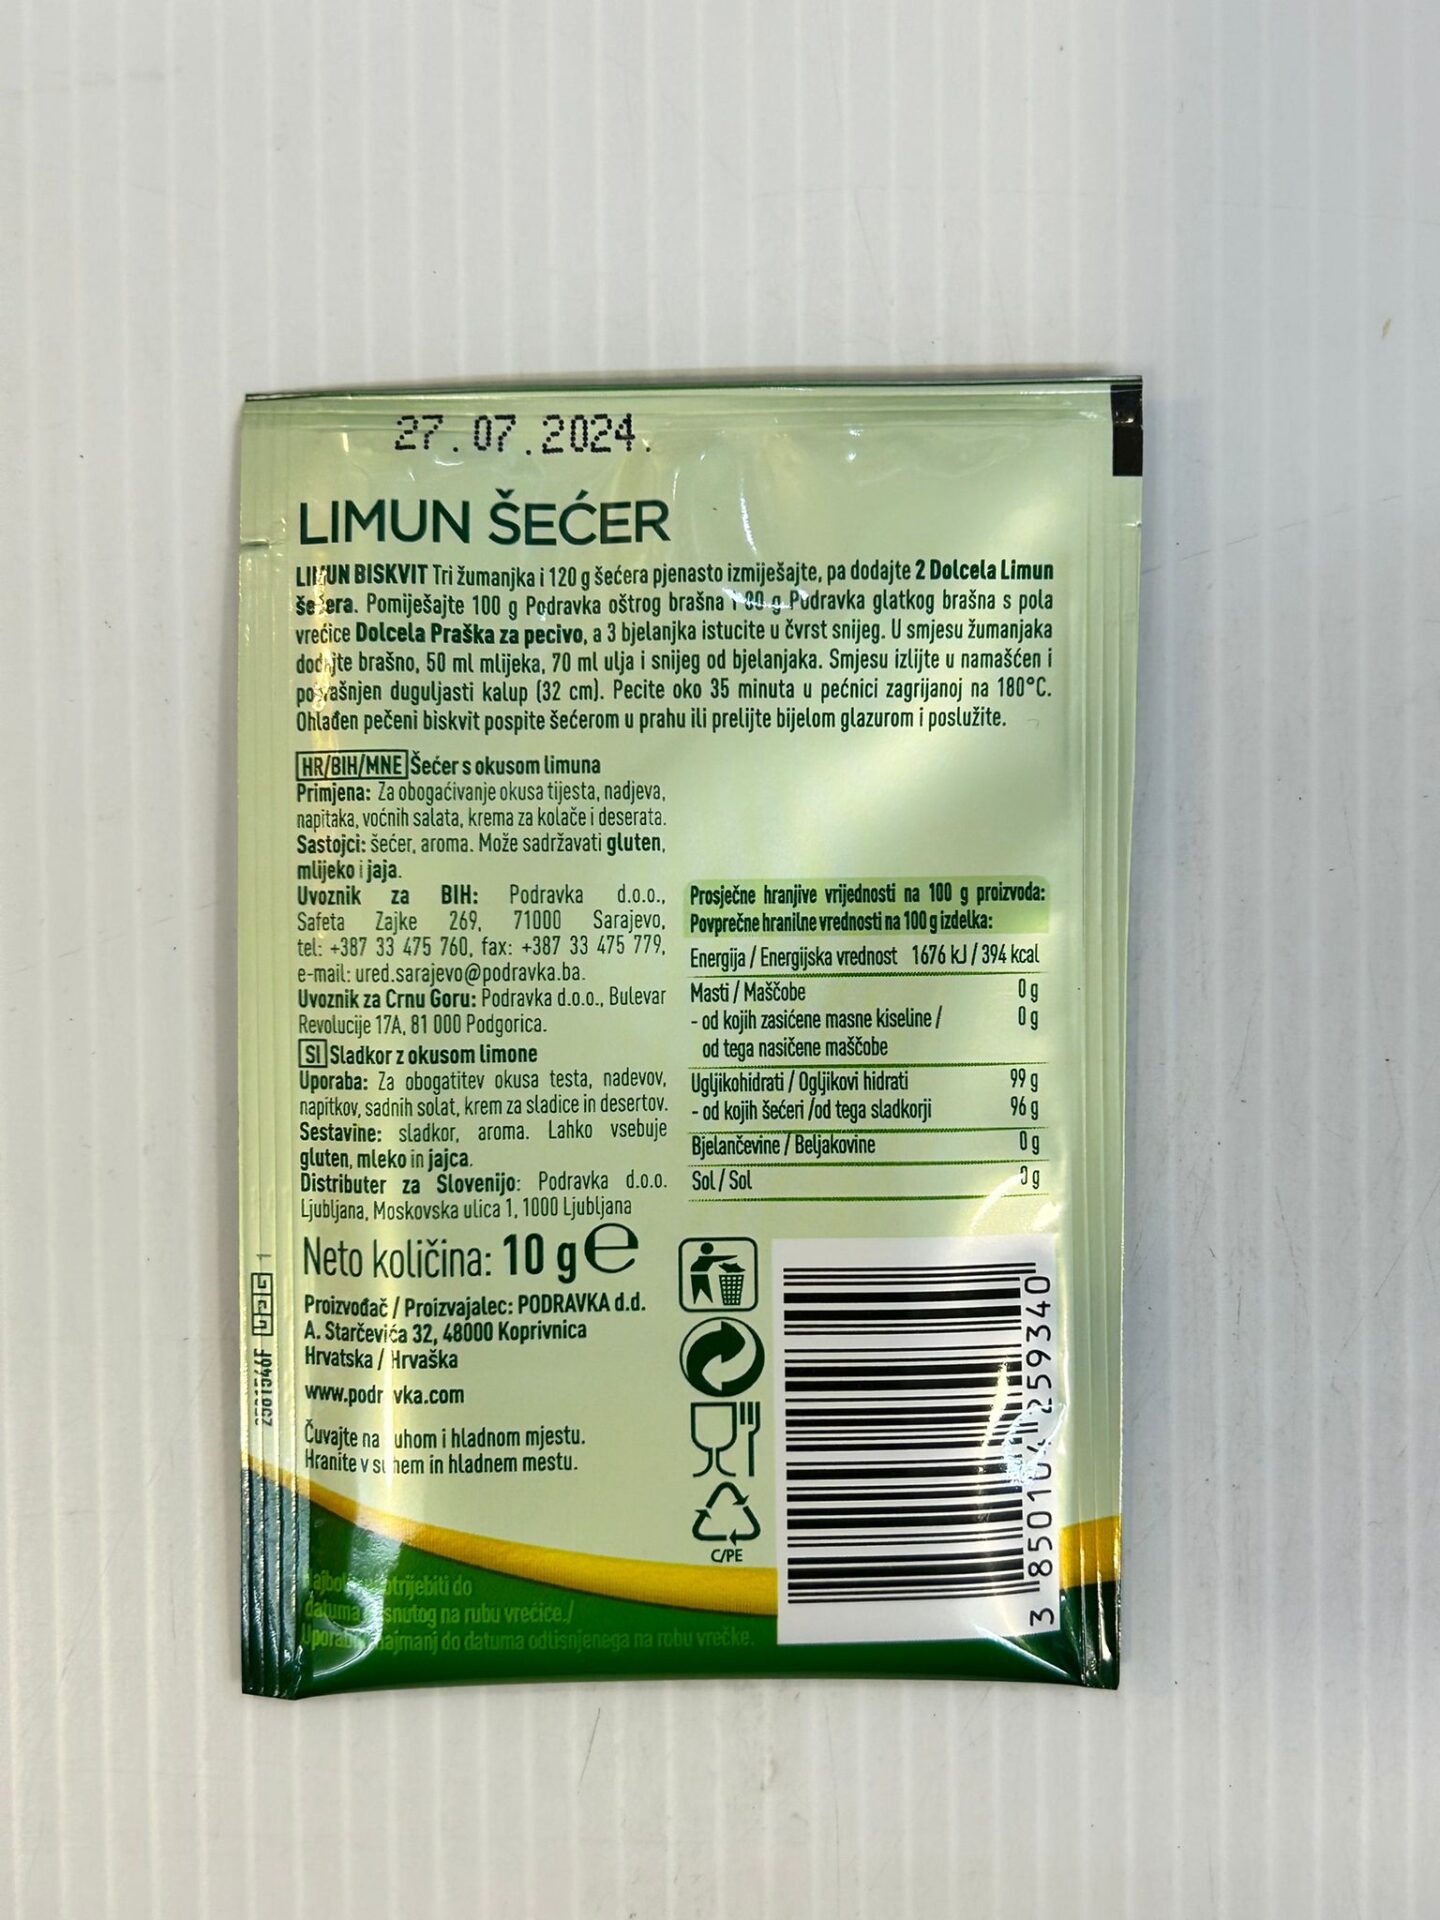 27.07.2024.
LIMUN ŠEĆER
BISKVIT Tri žumanjka i 120 g šećera pjenasto izmiješajte, pa dodajte 2 Dolcela Limun
Pomiješajte 100 g Podravka oštrog brašna g Podravka glatkog brašna s pola
vrećice Dolcela Praška za pecivo, a 3 bjelanjka istucite u čvrst snijeg. U smjesu žumanjaka
brašno, 50 ml mlijeka, 70 ml ulja i snijeg od bjelanjaka. Smjesu izlijte u namašćen i
duguljasti kalup (32 cm). Pecite oko 35 minuta u pećnici zagrijanoj na 180°C.
Ohlađen pečeni biskvit pospite šećerom u prahu ili prelijte bijelom glazurom i poslužite.
HR/BIH/MNE Šećer s okusom limuna
Primjena: Za obogaćivanje okusa tijesta, nadjeva,
napitaka, voćnih salata, krema za kolače i deserata.
Sastojci: šećer, aroma. Može sadržavati gluten,
mlijeko i jaja.
Uvoznik za BIH: Podravka d.o.o.,
Safeta Zajke 269, 71000 Sarajevo,
tel: +387 33 475 760, fax: +387 33 475 779,
e-mail: ured.sarajevo@podravka.ba.
Uvoznik za Crnu Goru: Podravka d.o.o., Bulevar
Revolucije 17A, 81 000 Podgorica.
SI Sladkor z okusom limone
Uporaba: Za obogatitev okusa testa, nadevov,
napitkov, sadnih solat, krem za sladice in desertov.
Sestavine: sladkor, aroma. Lahko vsebuje
gluten, mleko in jajca.
Distributer za Slovenijo: Podravka d.o.o.
Ljubljana, Moskovska ulica 1, 1000 Ljubljana
Neto količina: 10 g e
Proizvođač / Proizvajalec: PODRAVKA d.d.
A. Starčevića 32, 48000 Koprivnica
Hrvatska / Hrvaška
Čuvajte na i hladnom mjestu.
Hranite v in hladnem mestu.
do
na rubu vrećice./
najmanj do datuma odtisnjenega na robu vrečke.
Prosječne hranjive vrijednosti na 100 g proizvoda:
Povprečne hranilne vrednosti na 100 g izdelka:
Energija / Energijska vrednost 1676 kJ / 394 kcal
Masti / Maščobe 0 g
- od kojih zasićene masne kiseline / 0 g
od tega nasičene maščobe
Ugljikohidrati / Ogljikovi hidrati 99 g
- od kojih šećeri /od tega sladkorji 96 g
Bjelančevine / Beljakovine 0 g
Sol / Sol g
C/PE